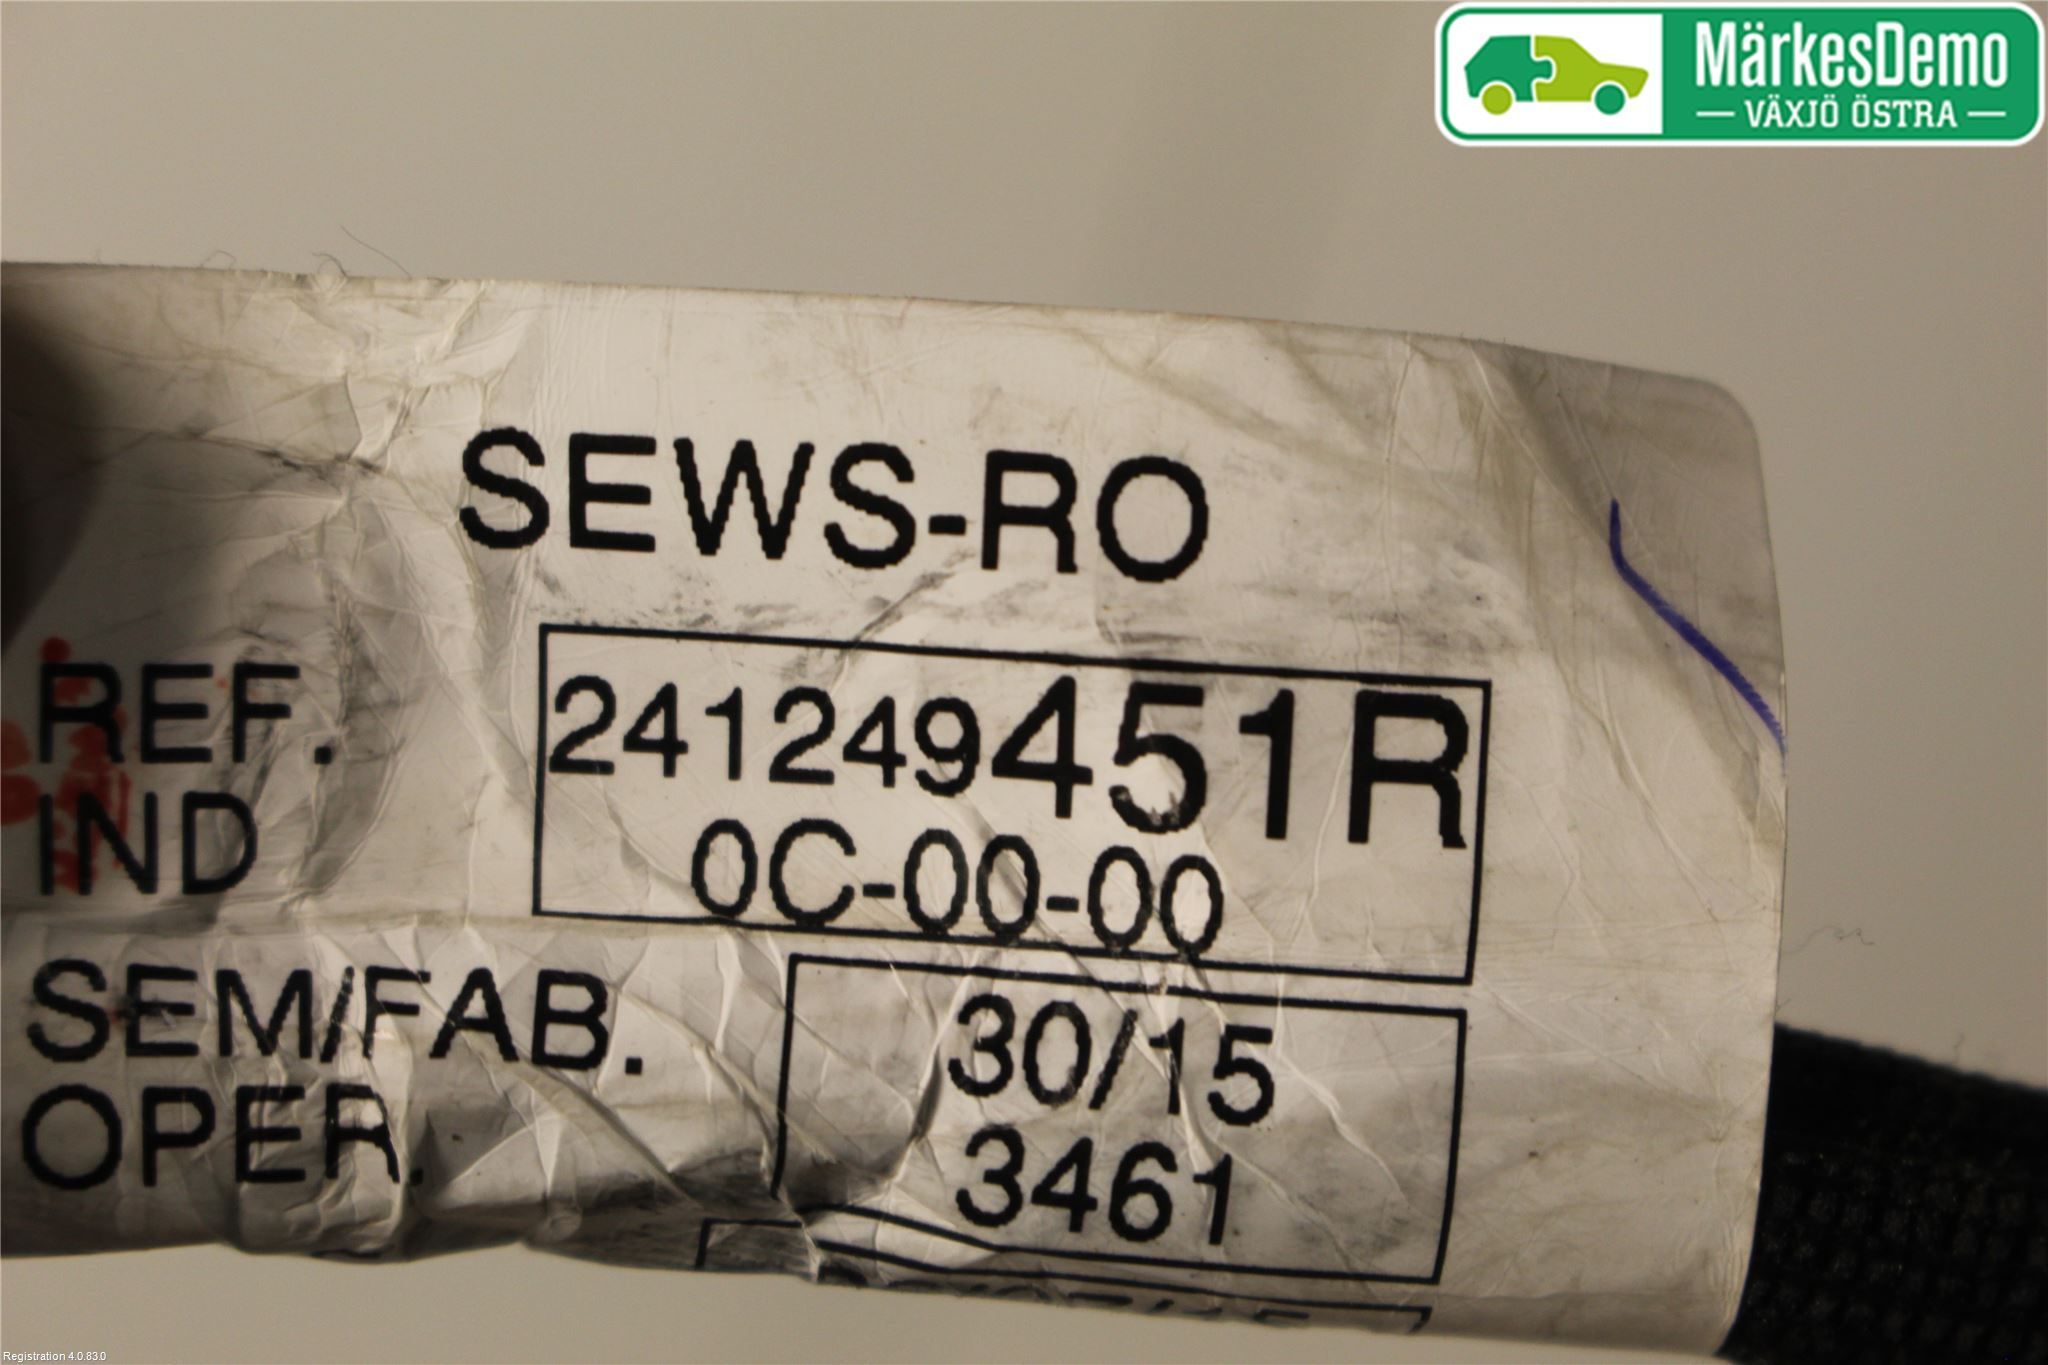 MärkesDemo
— VÄXJÖ ÖSTRA —
SEWS-RO
REF. 241249451R
IND 0C-00-00
SEM/FAB. 30/15
OPER. 3461
Registration 4.0.83.0